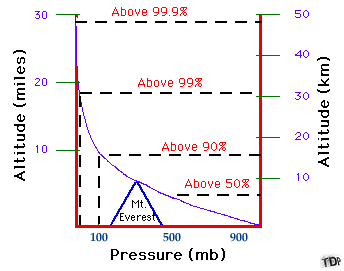 30
50
Above 99.9%
40
20
Above 99%
30
20
10
Above 90%
10
Above 50%
Mt.
Everest
100
500
900
Pressure (mb)
Altitude (miles)
Altitude (km)